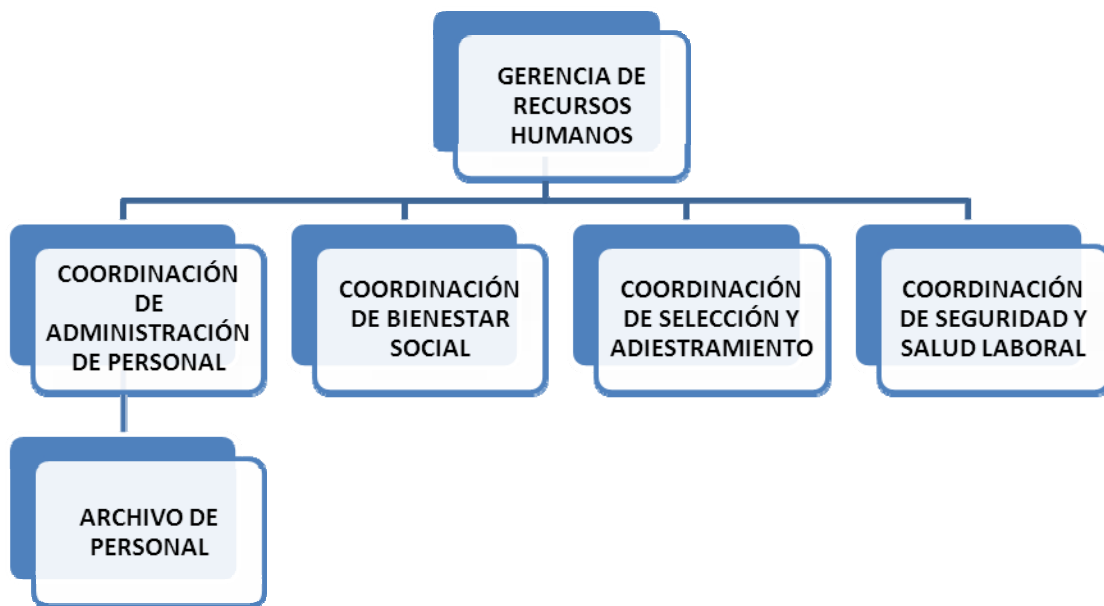 GERENCIA DE
RECURSOS
HUMANOS
COORDINACIÓN
DE
ADMINISTRACIÓN
DE PERSONAL
COORDINACIÓN
DE BIENESTAR
SOCIAL
COORDINACIÓN
DE SELECCIÓN Y
ADIESTRAMIENTO
COORDINACIÓN
DE SEGURIDAD Y
SALUD LABORAL
ARCHIVO DE
PERSONAL